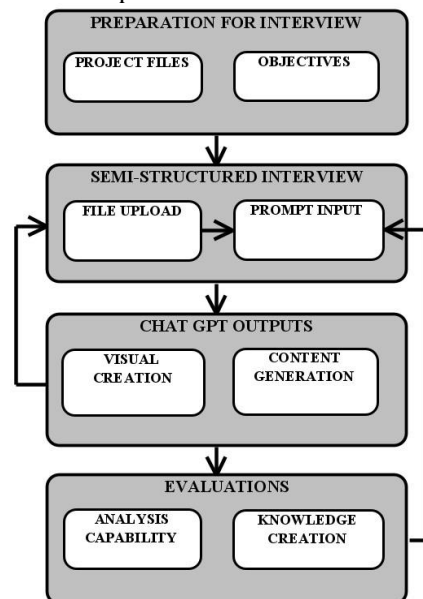 PREPARATION FOR INTERVIEW
PROJECT FILES
OBJECTIVES
SEMI-STRUCTURED INTERVIEW
FILE UPLOAD
PROMPT INPUT
CHAT GPT OUTPUTS
VISUAL
CREATION
CONTENT
GENERATION
EVALUATIONS
ANALYSIS
CAPABILITY
KNOWLEDGE
CREATION